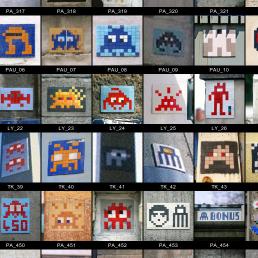 PA_317 PA_318 PA_319 PA_320 PA_321
PAU_06 PAU_07 PAU_08 PAU_09 PAU_10
LY_22 LY_23 LY_24 LY_25 LY_26
TK_39 TK_40 TK_41 TK_42 TK_43
50 BONUS
PA_450 PA_451 PA_452 PA_453 PA_454